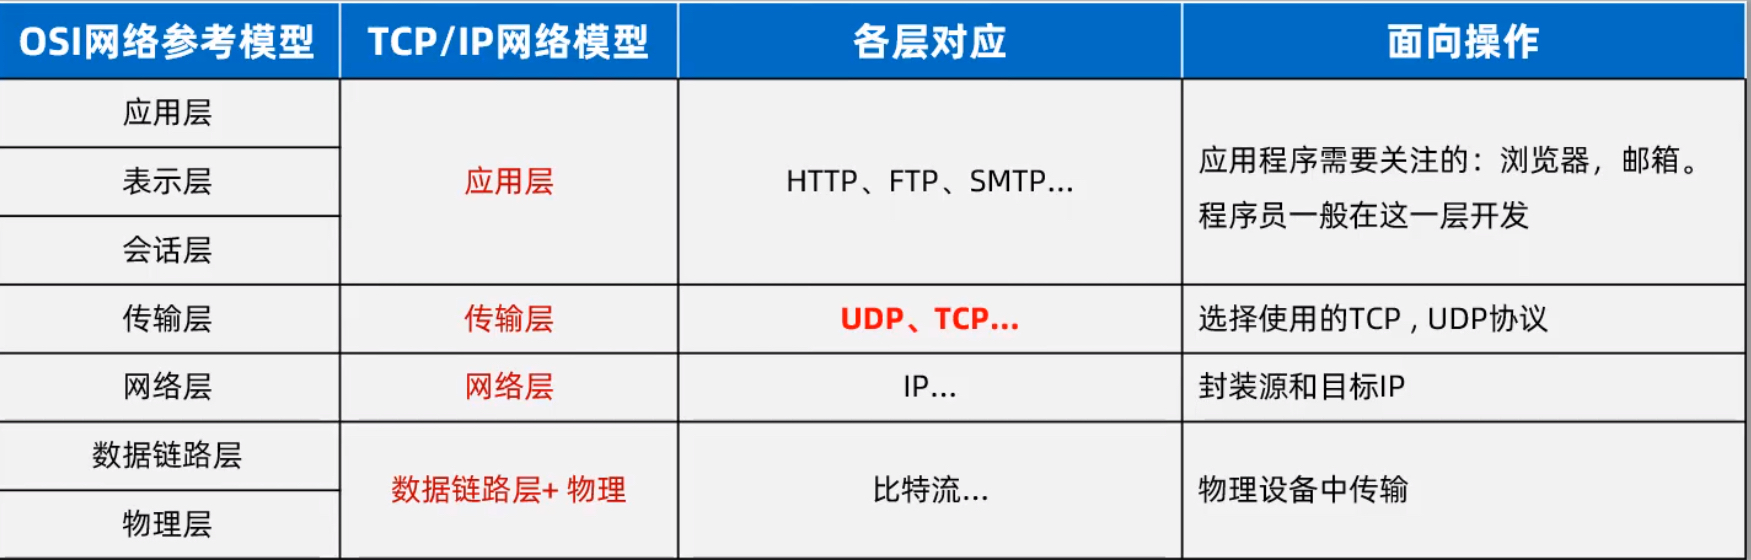 OSI网络参考模型 TCP/IP网络模型 各层对应 面向操作
应用层
表示层
会话层
应用层
HTTP、FTP、SMTP...
应用程序需要关注的：浏览器，邮箱。
程序员一般在这一层开发
传输层 传输层 UDP、TCP... 选择使用的TCP , UDP协议
网络层 网络层 IP... 封装源和目标IP
数据链路层
物理层
数据链路层+ 物理
比特流...
物理设备中传输